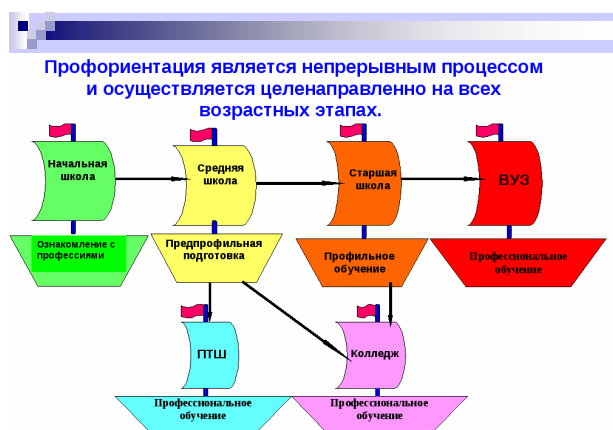 Профориентация является непрерывным процессом
и осуществляется целенаправленно на всех
возрастных этапах.
Начальная
школа
Средняя
школа
Старшая
школа
ВУЗ
Ознакомление с
профессиями
Предпрофильная
подготовка
Профильное
обучение
Профессиональное
обучение
ПТШ
Колледж
Профессиональное
обучение
Профессиональное
обучение